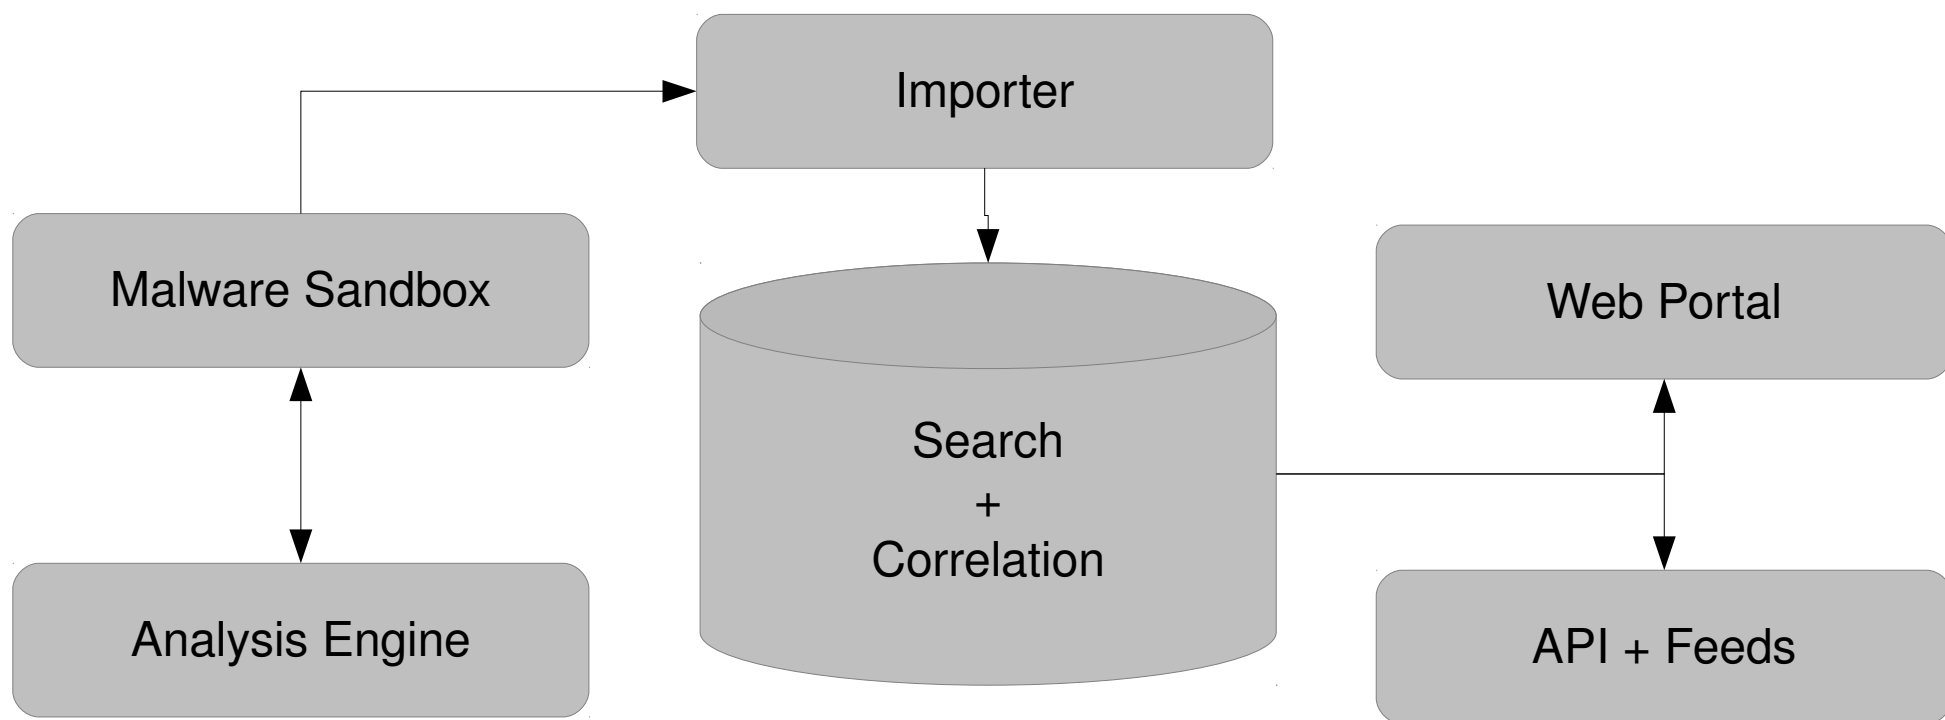 Importer
Malware Sandbox
Web Portal
Search
+
Correlation
Analysis Engine
API + Feeds